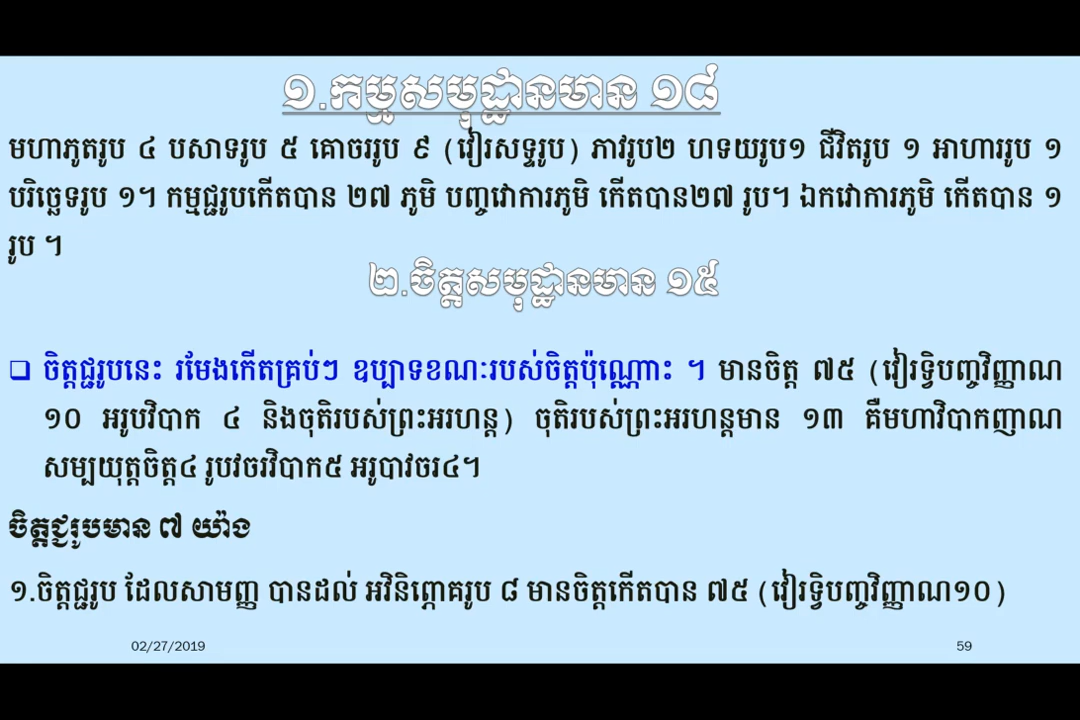 ១.កម្មសមុដ្ឋានមាន ១៨
មហាភូតរូប ៤ បសាទរូប ៥ គោចររូប ៩ (វៀរសទ្ទរូប) ភាវរូប២ ហទយរូប១ ជីវិតរូប ១ អាហាររូប ១
បរិច្ឆេទរូប ១។ កម្មជ្ជរូបកើតបាន ២៧ ភូមិ បញ្ចវោការភូមិ កើតបាន២៧ រូប។ ឯកវោការភូមិ កើតបាន ១
រូប ។
២.ចិត្តសមុដ្ឋានមាន ១៥
❑ ចិត្តជ្ជរូបនេះ រមែងកើតគ្រប់ៗ ឧប្បាទខណៈរបស់ចិត្តប៉ុណ្ណោះ ។ មានចិត្ត ៧៥ (វៀរទ្វិបញ្ចវិញ្ញាណ
១០ អរូបវិបាក ៤ និងចុតិរបស់ព្រះអរហន្ត) ចុតិរបស់ព្រះអរហន្តមាន ១៣ គឺមហាវិបាកញាណ
សម្បយុត្តចិត្ត៤ រូបវចរវិបាក៥ អរូបាវចរ៤។
ចិត្តជ្ជរូបមាន ៧ យ៉ាង
១.ចិត្តជ្ជរូប ដែលសាមញ្ញ បានដល់ អវិនិព្ភោគរូប ៨ មានចិត្តកើតបាន ៧៥ (វៀរទ្វិបញ្ចវិញ្ញាណ១០)
02/27/2019
59